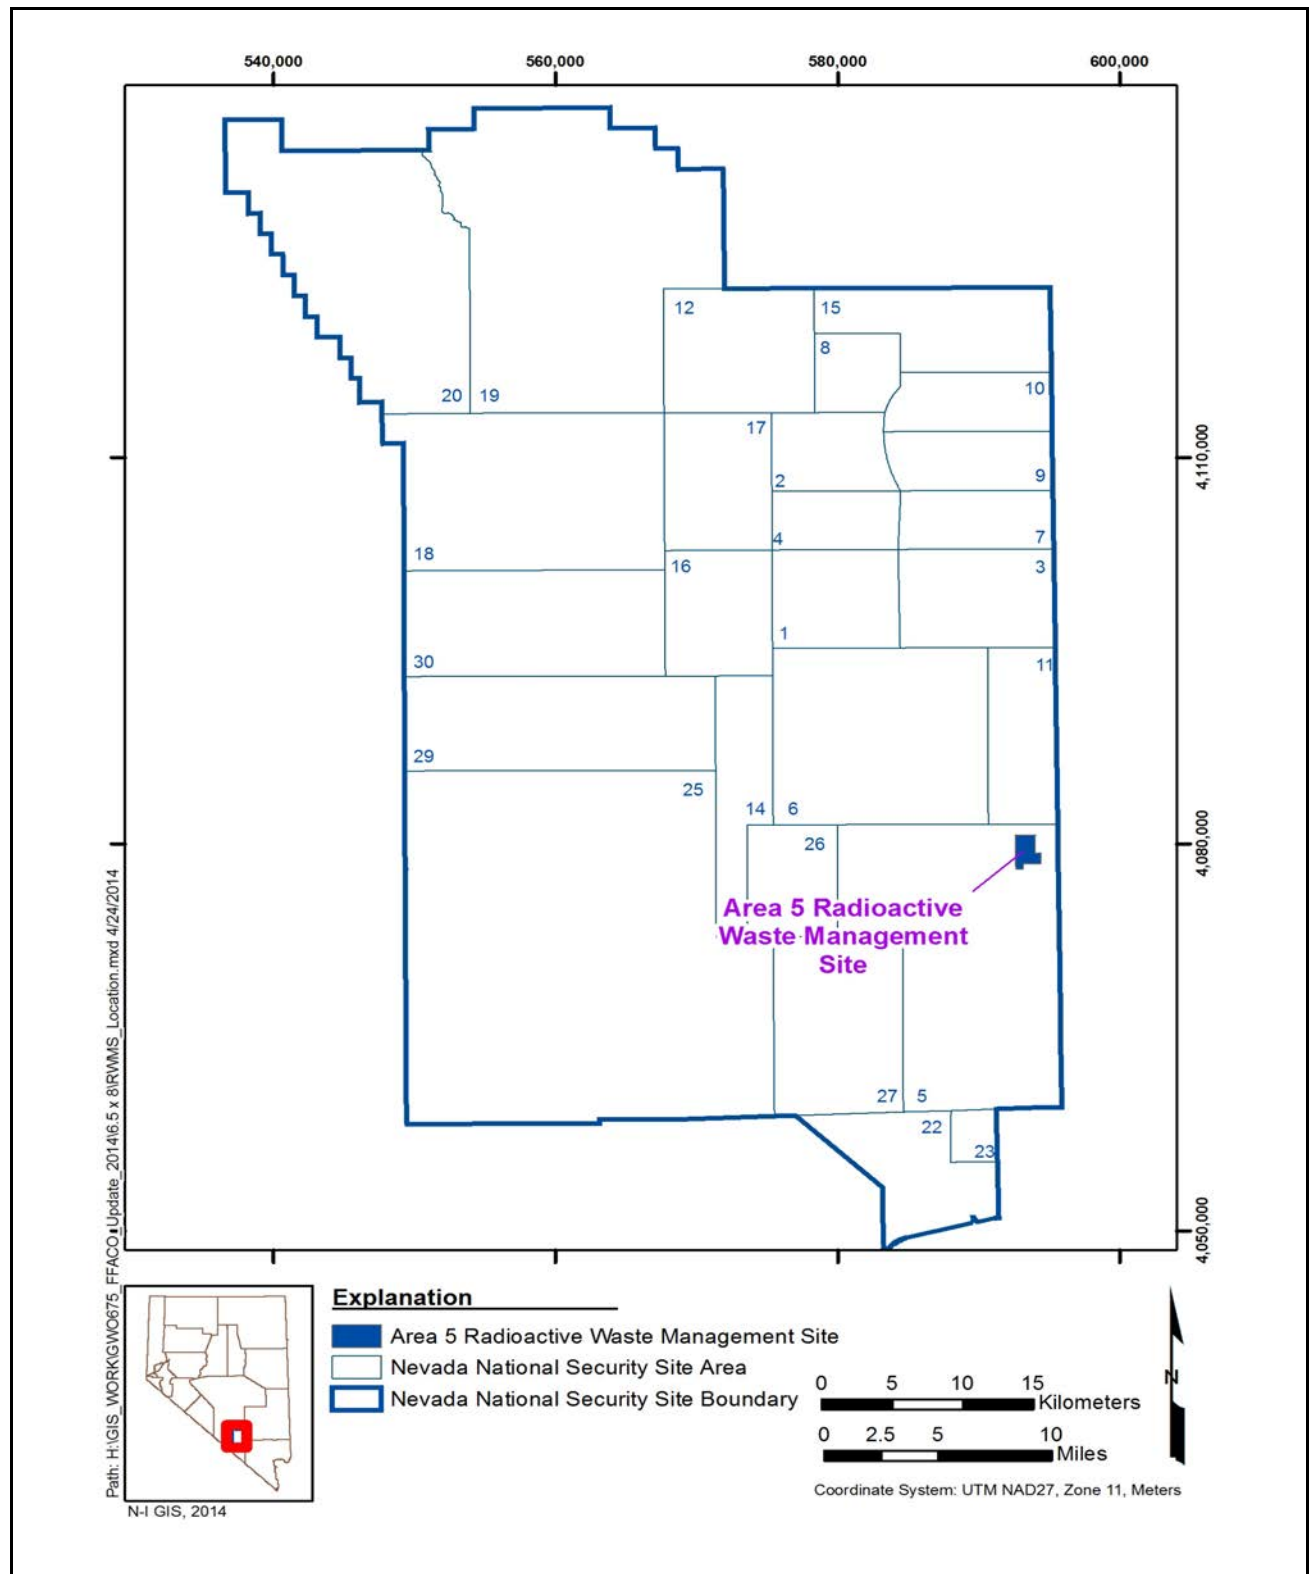 540,000
560,000
580,000
600,000
12
15
8
10
20
19
17
4,110,000
2
9
18
4
7
16
3
1
30
11
29
25
14
6
26
4,080,000
Area 5 Radioactive
Waste Management
Site
27
5
22
23
4,050,000
Path: H:\GIS_WORK\GWO675_FFACO_Update_2014\6.5 x 8\RWMS_Location.mxd 4/24/2014
N-I GIS, 2014
Explanation
Area 5 Radioactive Waste Management Site
Nevada National Security Site Area
Nevada National Security Site Boundary
0 5 10 15
Kilometers
0 2.5 5 10
Miles
N
Coordinate System: UTM NAD27, Zone 11, Meters